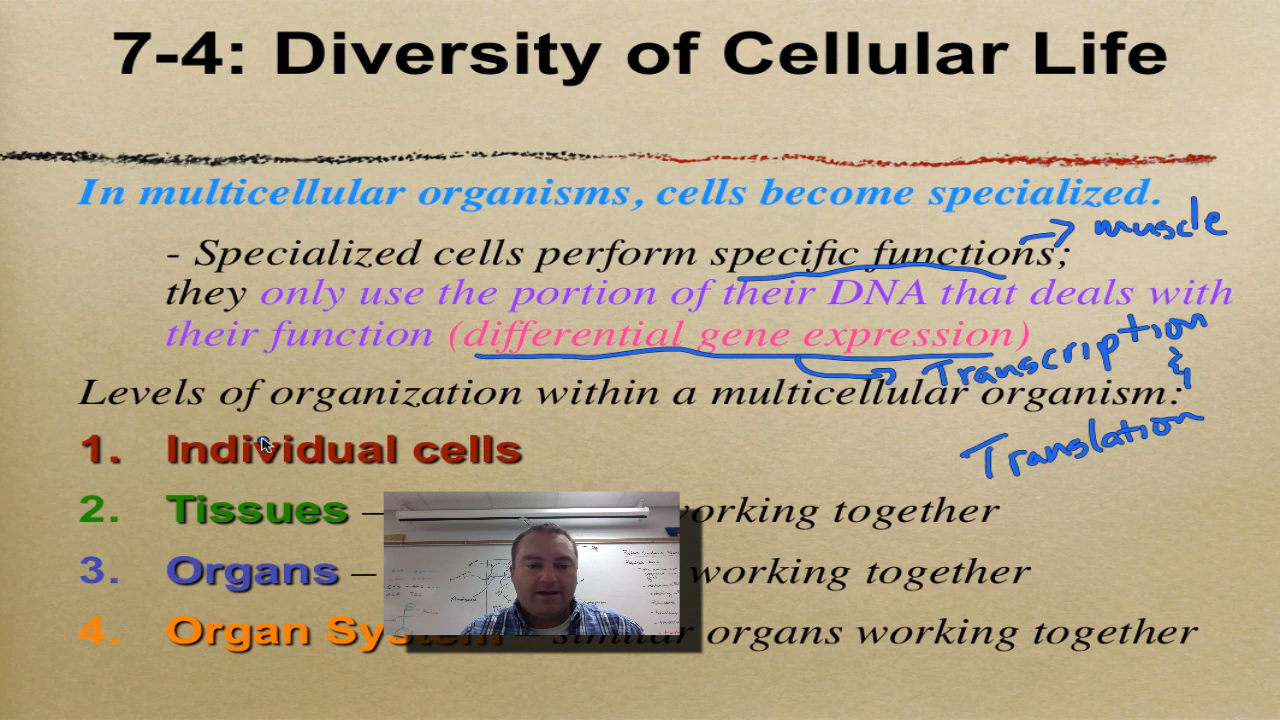 7-4: Diversity of Cellular Life
In multicellular organisms, cells become specialized.
- Specialized cells perform specific functions; → muscle
they only use the portion of their DNA that deals with
their function (differential gene expression)
→ Transcription
&
Translation
Levels of organization within a multicellular organism:
1. Individual cells
2. Tissues – working together
3. Organs – working together
4. Organ System – similar organs working together